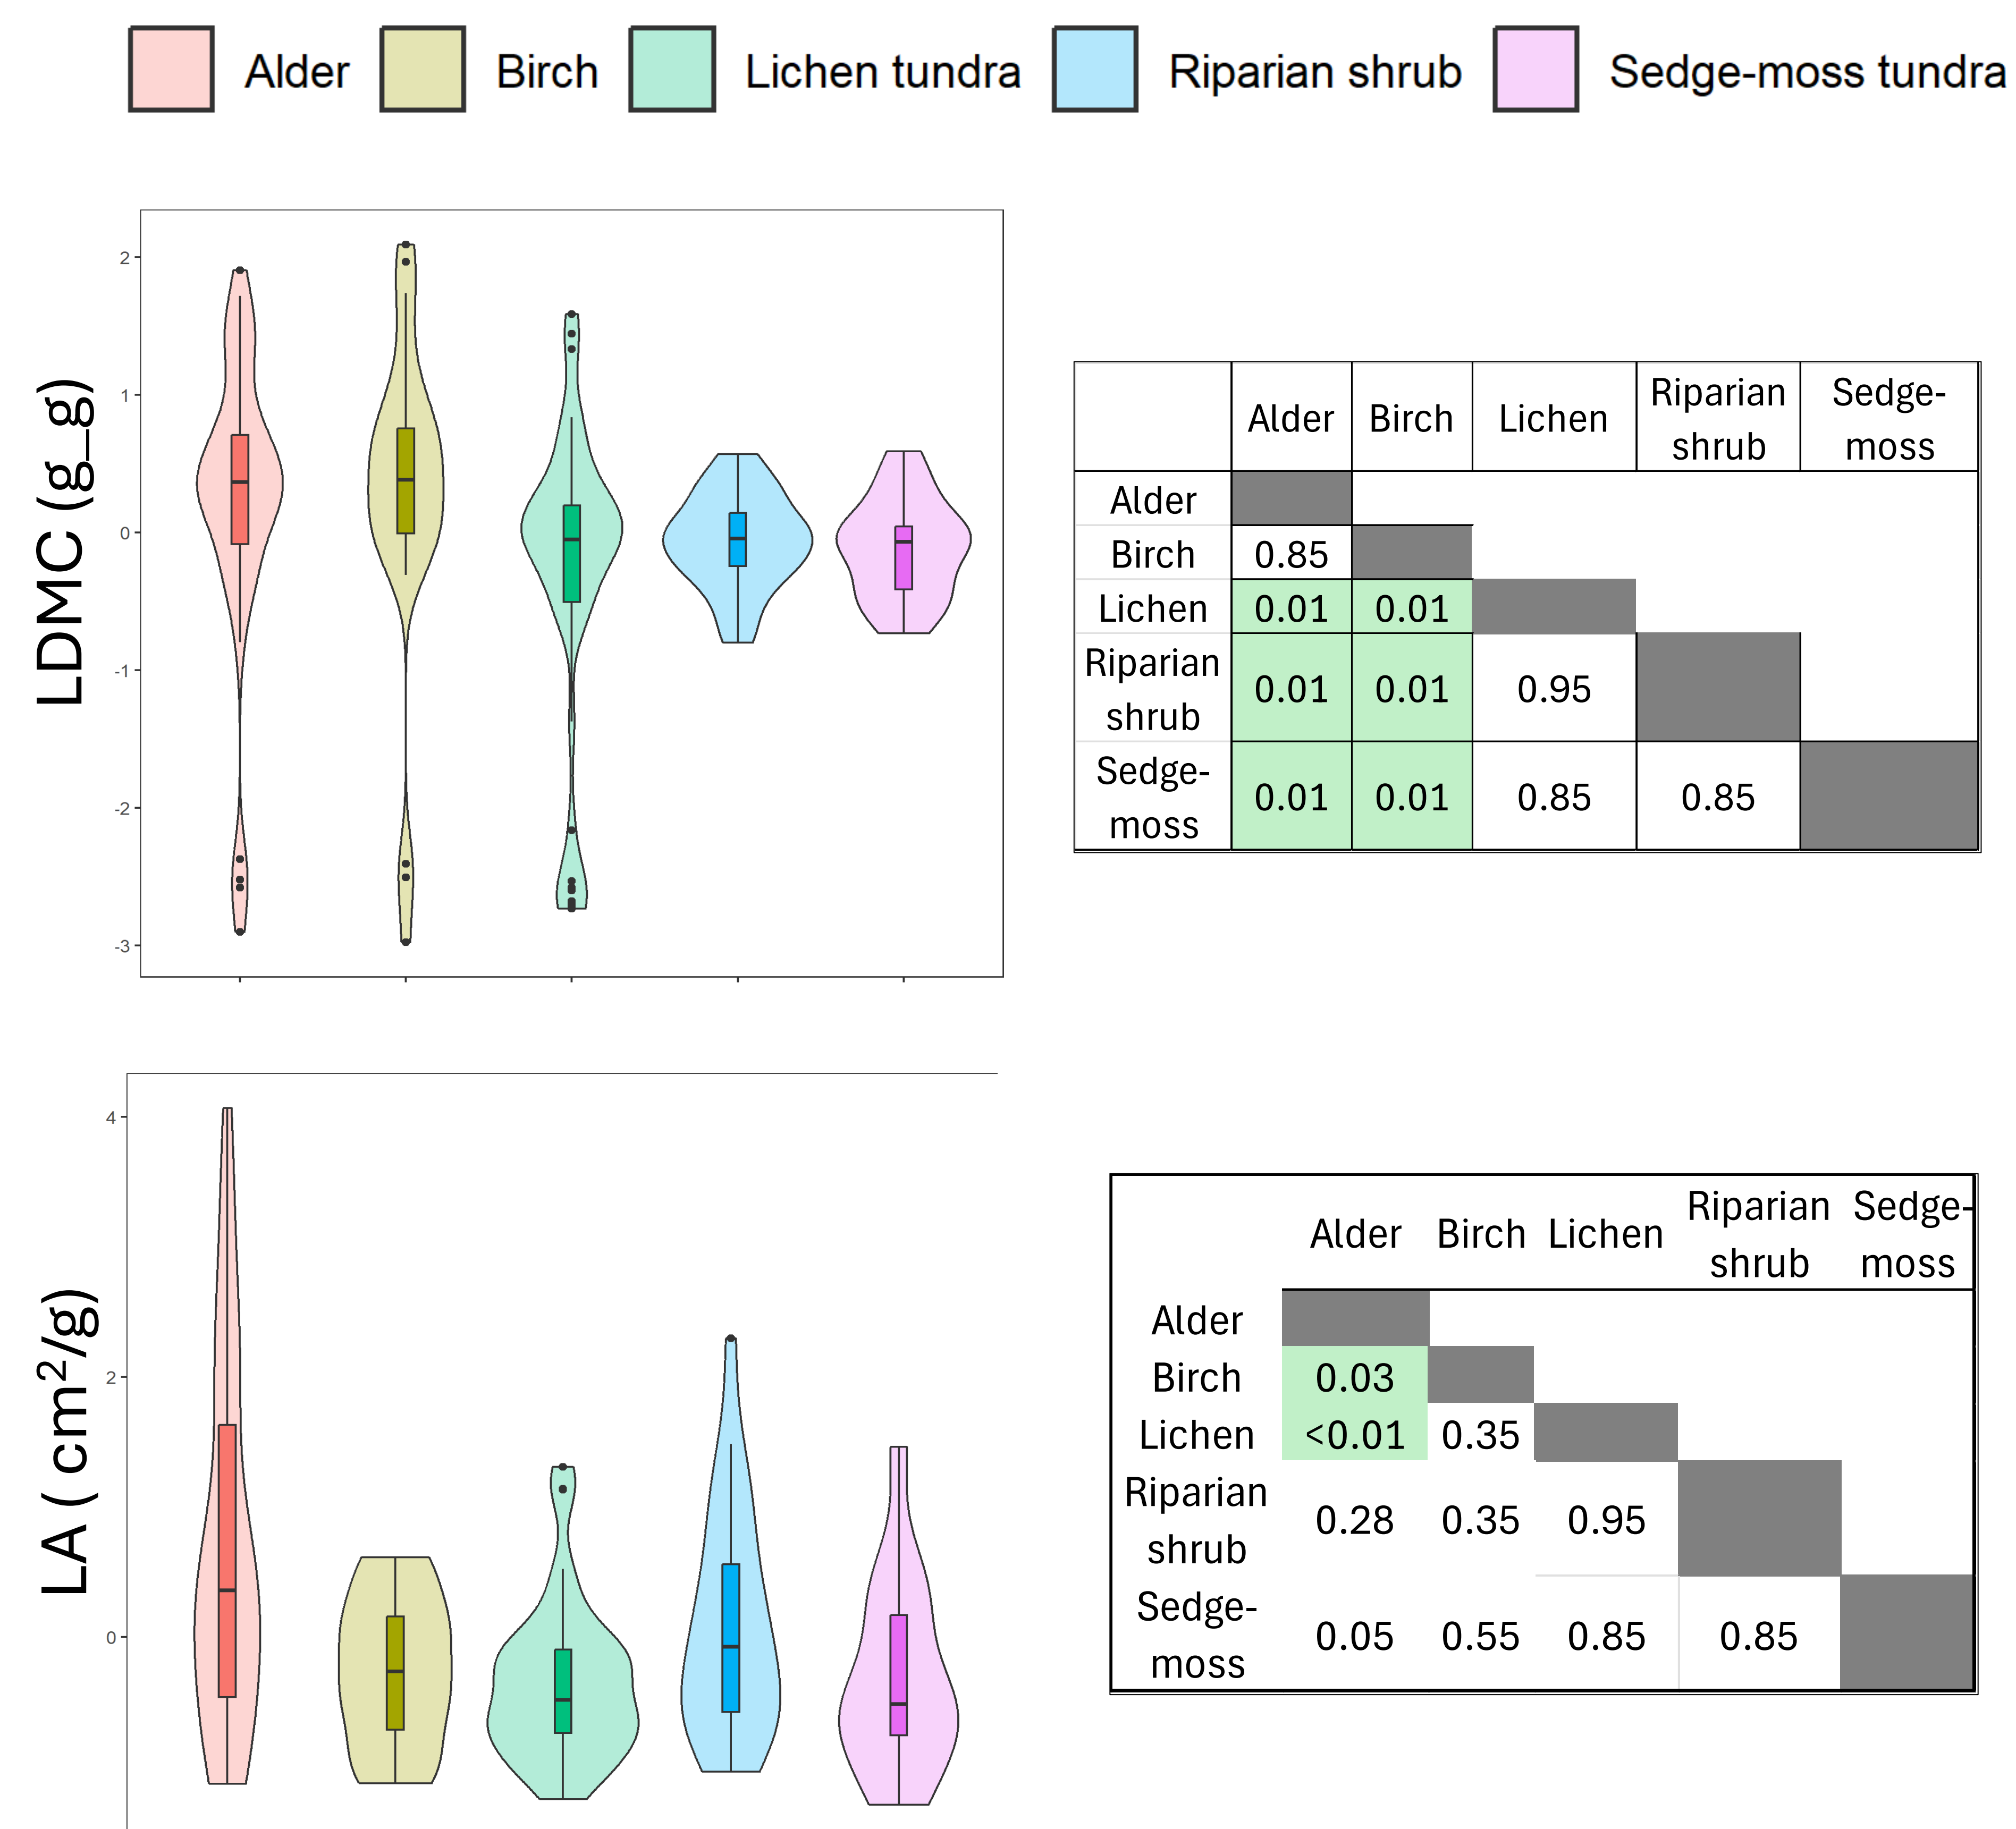 Alder Birch Lichen tundra Riparian shrub Sedge-moss tundra
LDMC (g_g)
2
1
0
-1
-2
-3
Alder Birch Lichen Riparian shrub Sedge-moss
Alder
Birch 0.85
Lichen 0.01 0.01
Riparian shrub 0.01 0.01 0.95
Sedge-moss 0.01 0.01 0.85 0.85
LA ( cm²/g)
4
2
0
Alder Birch Lichen Riparian shrub Sedge-moss
Alder
Birch 0.03
Lichen <0.01 0.35
Riparian shrub 0.28 0.35 0.95
Sedge-moss 0.05 0.55 0.85 0.85